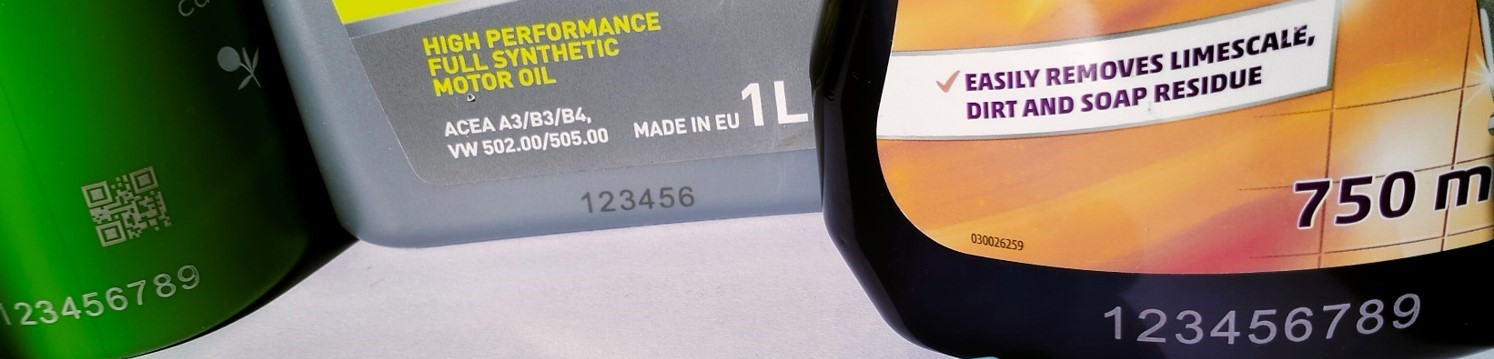 123456789
HIGH PERFORMANCE
FULL SYNTHETIC
MOTOR OIL
ACEA A3/B3/B4,
VW 502.00/505.00
MADE IN EU 1L
123456
✓EASILY REMOVES LIMESCALE,
DIRT AND SOAP RESIDUE
750 m
030026259
123456789